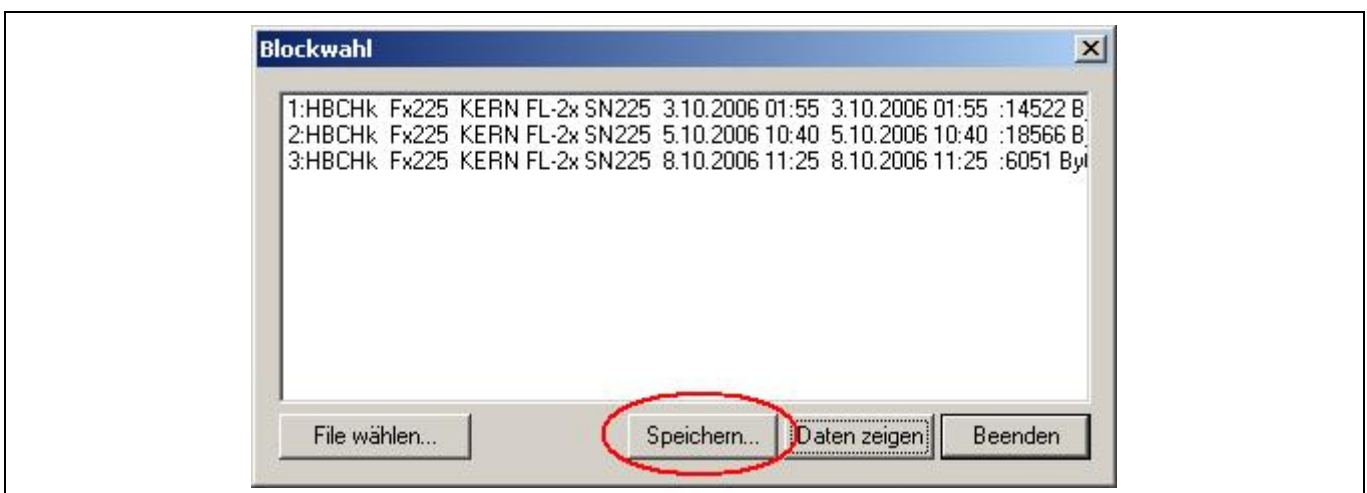 Blockwahl
1:HBCHk Fx225 KERN FL-2x SN225 3.10.2006 01:55 3.10.2006 01:55 :14522 B
2:HBCHk Fx225 KERN FL-2x SN225 5.10.2006 10:40 5.10.2006 10:40 :18566 B
3:HBCHk Fx225 KERN FL-2x SN225 8.10.2006 11:25 8.10.2006 11:25 :6051
File wählen... Speichern... Daten zeigen Beenden